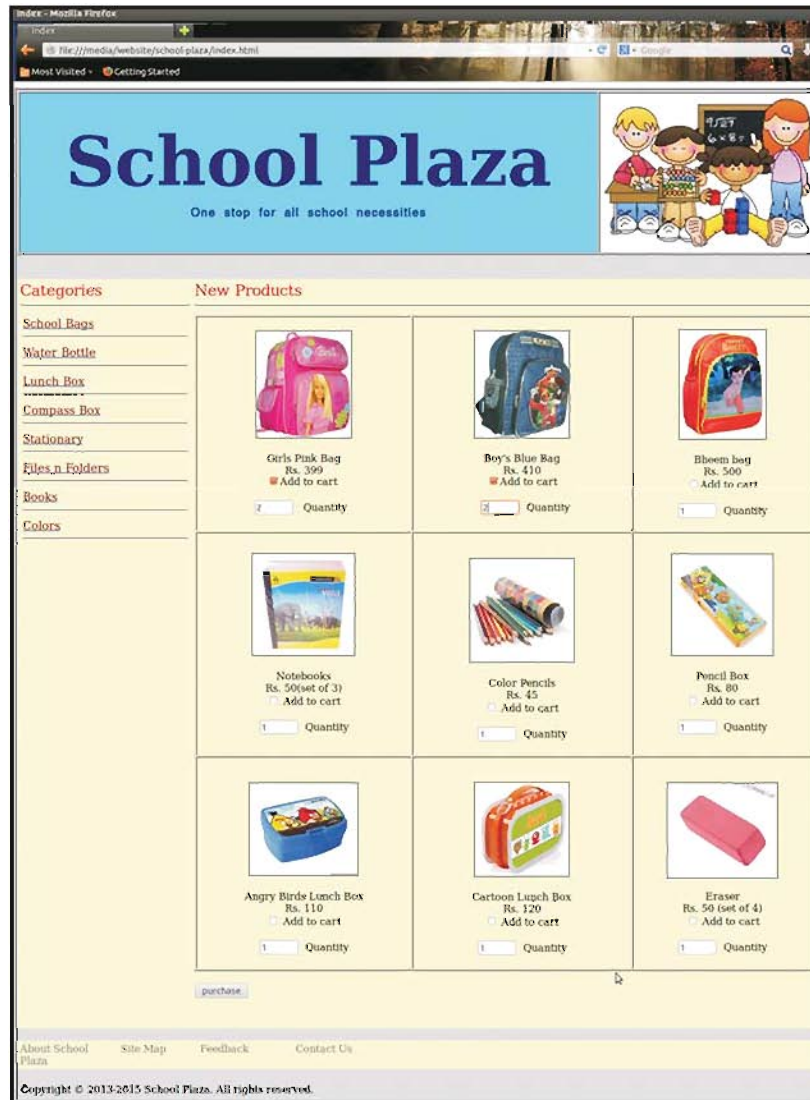 Index - Mozilla Firefox
Index
file:///media/website/school-plaza/index.html
Google
Most Visited
Getting Started
School Plaza
One stop for all school necessities
9√27
6 x 8 =
Categories
School Bags
Water Bottle
Lunch Box
Compass Box
Stationary
Files n Folders
Books
Colors
New Products
Girls Pink Bag
Rs. 399
Add to cart
2 Quantity
Boy's Blue Bag
Rs. 410
Add to cart
2 Quantity
Bheem bag
Rs. 500
Add to cart
1 Quantity
Notebooks
Rs. 50(set of 3)
Add to cart
1 Quantity
Color Pencils
Rs. 45
Add to cart
1 Quantity
Pencil Box
Rs. 80
Add to cart
1 Quantity
Angry Birds Lunch Box
Rs. 110
Add to cart
1 Quantity
Cartoon Lunch Box
Rs. 120
Add to cart
1 Quantity
Eraser
Rs. 50 (set of 4)
Add to cart
1 Quantity
purchase
About School
Plaza
Site Map
Feedback
Contact Us
Copyright © 2013-2015 School Plaza. All rights reserved.